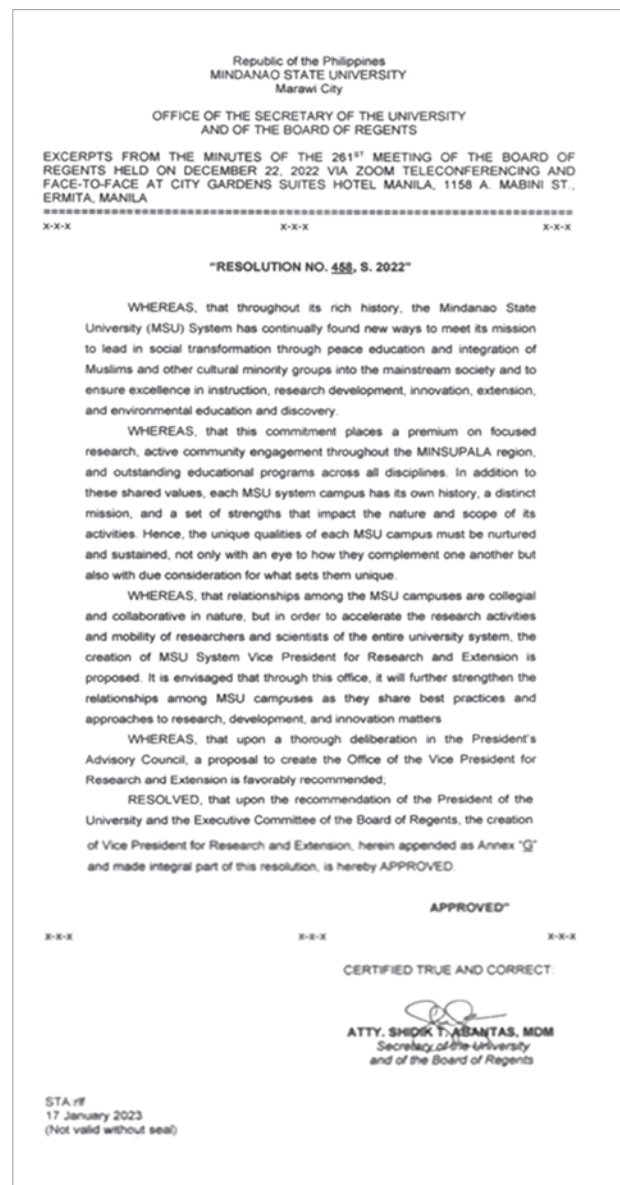 Republic of the Philippines
MINDANAO STATE UNIVERSITY
Marawi City
OFFICE OF THE SECRETARY OF THE UNIVERSITY
AND OF THE BOARD OF REGENTS
EXCERPTS FROM THE MINUTES OF THE 261ST MEETING OF THE BOARD OF
REGENTS HELD ON DECEMBER 22, 2022 VIA ZOOM TELECONFERENCING AND
FACE-TO-FACE AT CITY GARDENS SUITES HOTEL MANILA, 1158 A. MABINI ST.,
ERMITA, MANILA
x-x-x x-x-x x-x-x
"RESOLUTION NO. 458, S. 2022"
WHEREAS, that throughout its rich history, the Mindanao State
University (MSU) System has continually found new ways to meet its mission
to lead in social transformation through peace education and integration of
Muslims and other cultural minority groups into the mainstream society and to
ensure excellence in instruction, research development, innovation, extension,
and environmental education and discovery.
WHEREAS, that this commitment places a premium on focused
research, active community engagement throughout the MINSUPALA region,
and outstanding educational programs across all disciplines. In addition to
these shared values, each MSU system campus has its own history, a distinct
mission, and a set of strengths that impact the nature and scope of its
activities. Hence, the unique qualities of each MSU campus must be nurtured
and sustained, not only with an eye to how they complement one another but
also with due consideration for what sets them unique.
WHEREAS, that relationships among the MSU campuses are collegial
and collaborative in nature, but in order to accelerate the research activities
and mobility of researchers and scientists of the entire university system, the
creation of MSU System Vice President for Research and Extension is
proposed. It is envisaged that through this office, it will further strengthen the
relationships among MSU campuses as they share best practices and
approaches to research, development, and innovation matters
WHEREAS, that upon a thorough deliberation in the President's
Advisory Council, a proposal to create the Office of the Vice President for
Research and Extension is favorably recommended;
RESOLVED, that upon the recommendation of the President of the
University and the Executive Committee of the Board of Regents, the creation
of Vice President for Research and Extension, herein appended as Annex "G"
and made integral part of this resolution, is hereby APPROVED.
APPROVED"
x-x-x x-x-x x-x-x
CERTIFIED TRUE AND CORRECT:
ATTY. SHIDIK T. ABANTAS, MDM
Secretary of the University
and of the Board of Regents
STA:rlf
17 January 2023
(Not valid without seal)